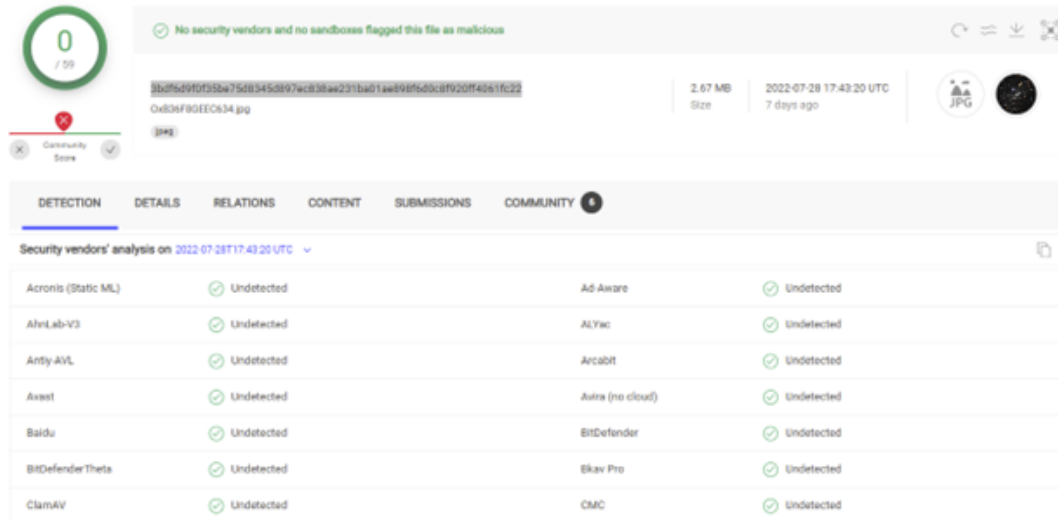 0
/ 59
No security vendors and no sandboxes flagged this file as malicious
3bdf6d9f0f35be75d8345d897ec838ae231ba01ae898f6d0c8f920ff4061fc22
OxB36F8GEEC634.jpg
jpeg
2.67 MB
Size
2022-07-28 17:43:20 UTC
7 days ago
JPG
Community
Score
DETECTION DETAILS RELATIONS CONTENT SUBMISSIONS COMMUNITY 6
Security vendors' analysis on 2022-07-28T17:43:20 UTC
Acronis (Static ML) Undetected Ad-Aware Undetected
AhnLab-V3 Undetected ALYac Undetected
Antiy-AVL Undetected Arcabit Undetected
Avast Undetected Avira (no cloud) Undetected
Baidu Undetected BitDefender Undetected
BitDefenderTheta Undetected Bkav Pro Undetected
ClamAV Undetected CMC Undetected